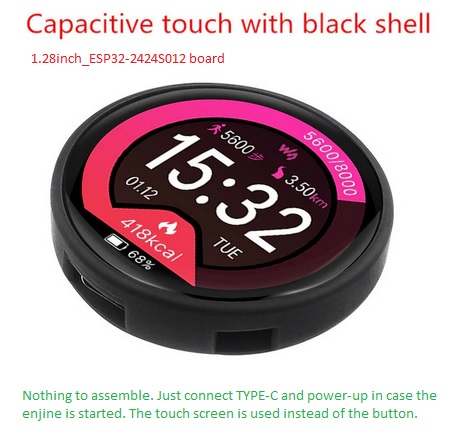 Capacitive touch with black shell
1.28inch_ESP32-2424S012 board
5600步
5600/8000
3.50km
15:32
01.12
TUE
418kcal
68%
Nothing to assemble. Just connect TYPE-C and power-up in case the
enjine is started. The touch screen is used instead of the button.